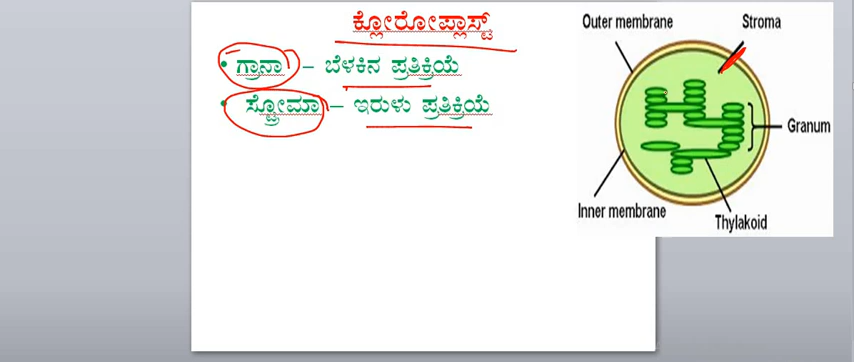 ಕ್ಲೋರೋಪ್ಲಾಸ್ಟ್
• ಗ್ರಾನಾ – ಬೆಳಕಿನ ಪ್ರತಿಕ್ರಿಯೆ
• ಸ್ಟ್ರೋಮಾ – ಇರುಳು ಪ್ರತಿಕ್ರಿಯೆ
Outer membrane
Stroma
Granum
Inner membrane
Thylakoid